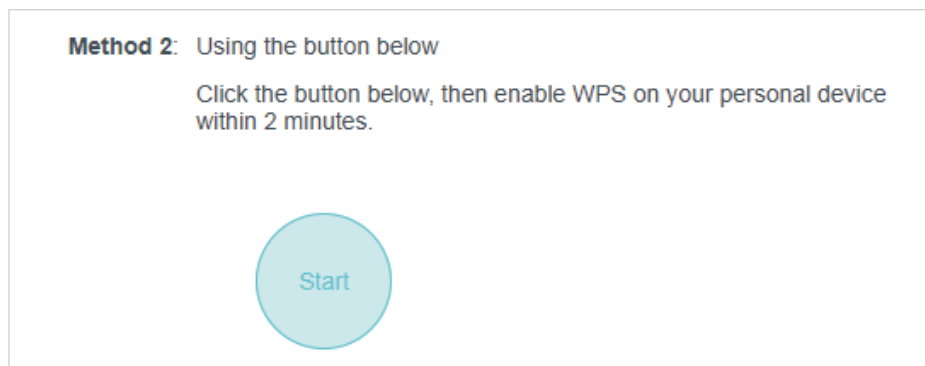 Method 2: Using the button below
Click the button below, then enable WPS on your personal device
within 2 minutes.
Start